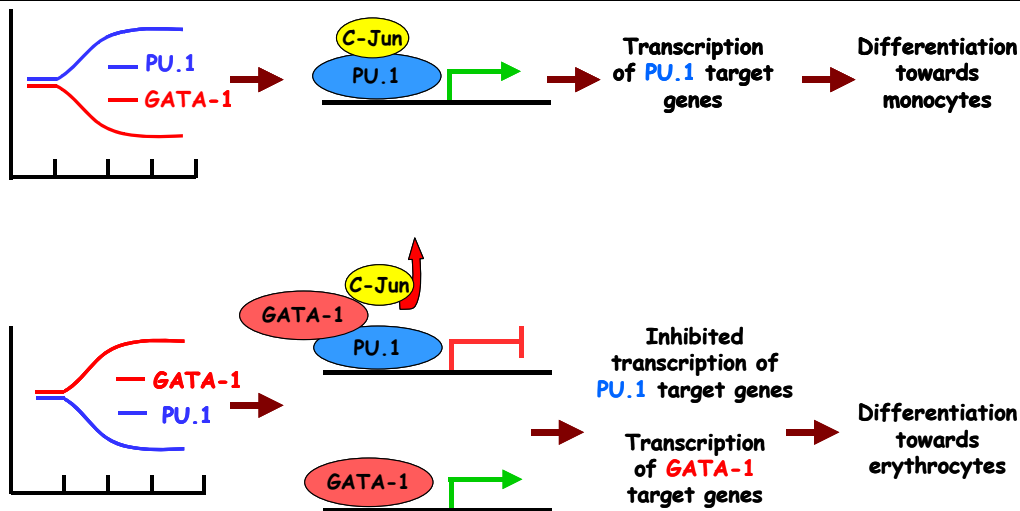 PU.1
GATA-1
C-Jun
PU.1
Transcription
of PU.1 target
genes
Differentiation
towards
monocytes
GATA-1
PU.1
C-Jun
GATA-1
PU.1
GATA-1
Inhibited
transcription of
PU.1 target genes
Transcription
of GATA-1
target genes
Differentiation
towards
erythrocytes